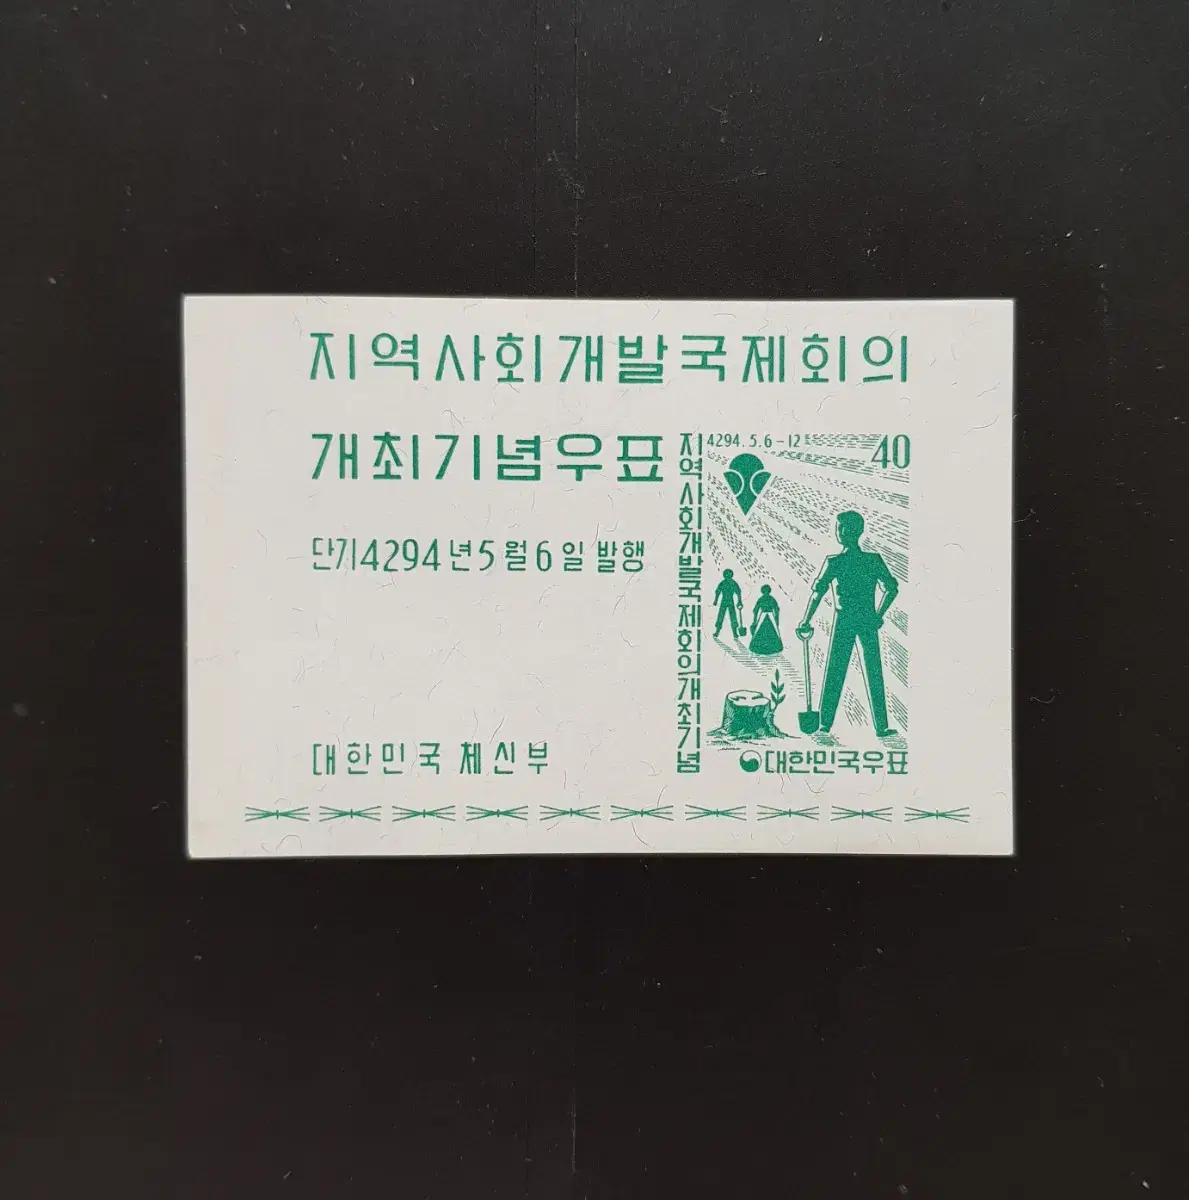 지역사회개발국제회의
개최기념우표
단기4294년5월6일 발행
대한민국 체신부
4294.5.6-12
40
지역사회개발국제회의개최기념
대한민국우표